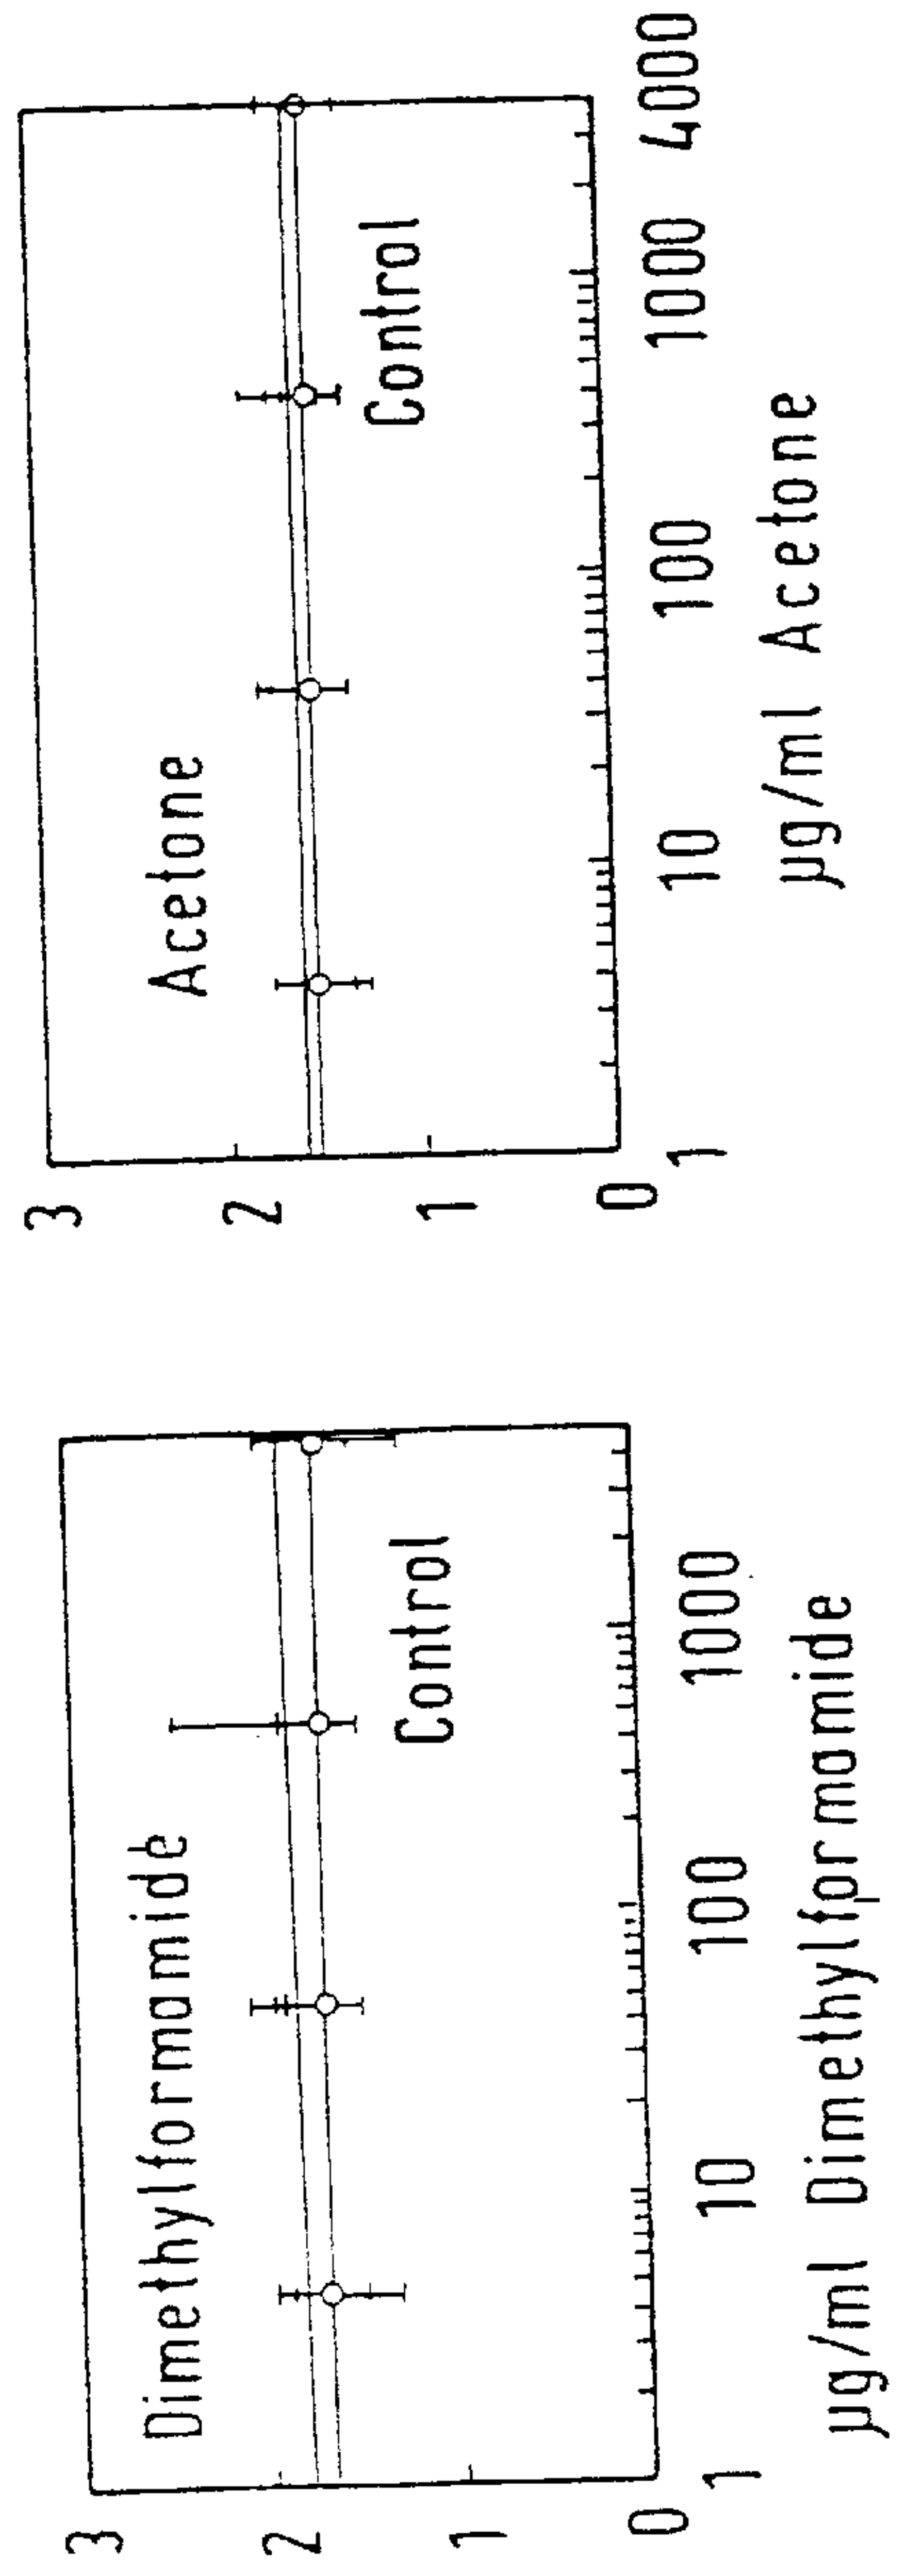 Dimethylformamide
3
2
1
0
Control
1 10 100 1000
µg/ml Dimethylformamide
Acetone
3
2
1
0
Control
1 10 100 1000 4000
µg/ml Acetone